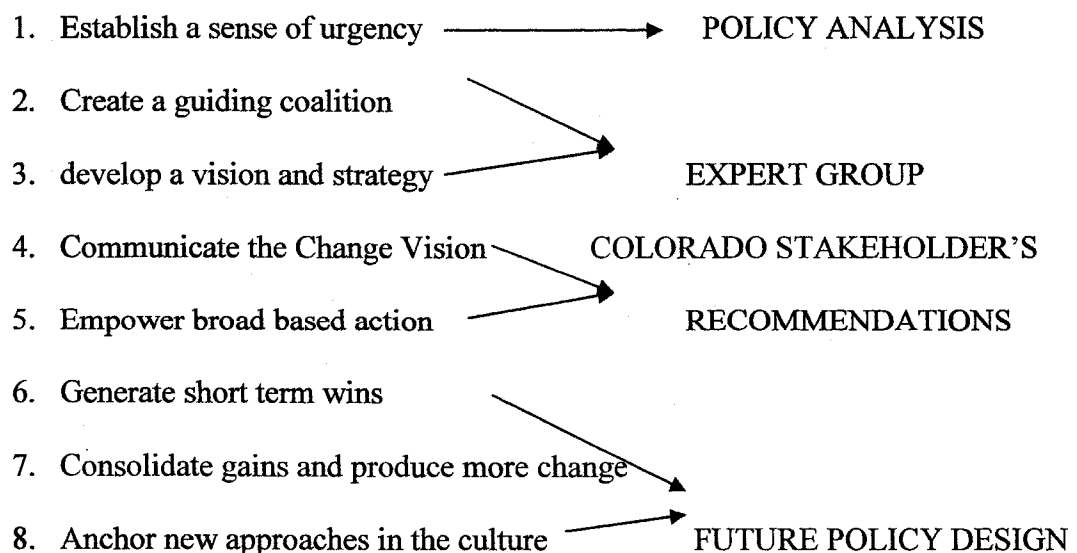 1. Establish a sense of urgency POLICY ANALYSIS
2. Create a guiding coalition
3. develop a vision and strategy EXPERT GROUP
4. Communicate the Change Vision COLORADO STAKEHOLDER'S
5. Empower broad based action RECOMMENDATIONS
6. Generate short term wins
7. Consolidate gains and produce more change
8. Anchor new approaches in the culture FUTURE POLICY DESIGN